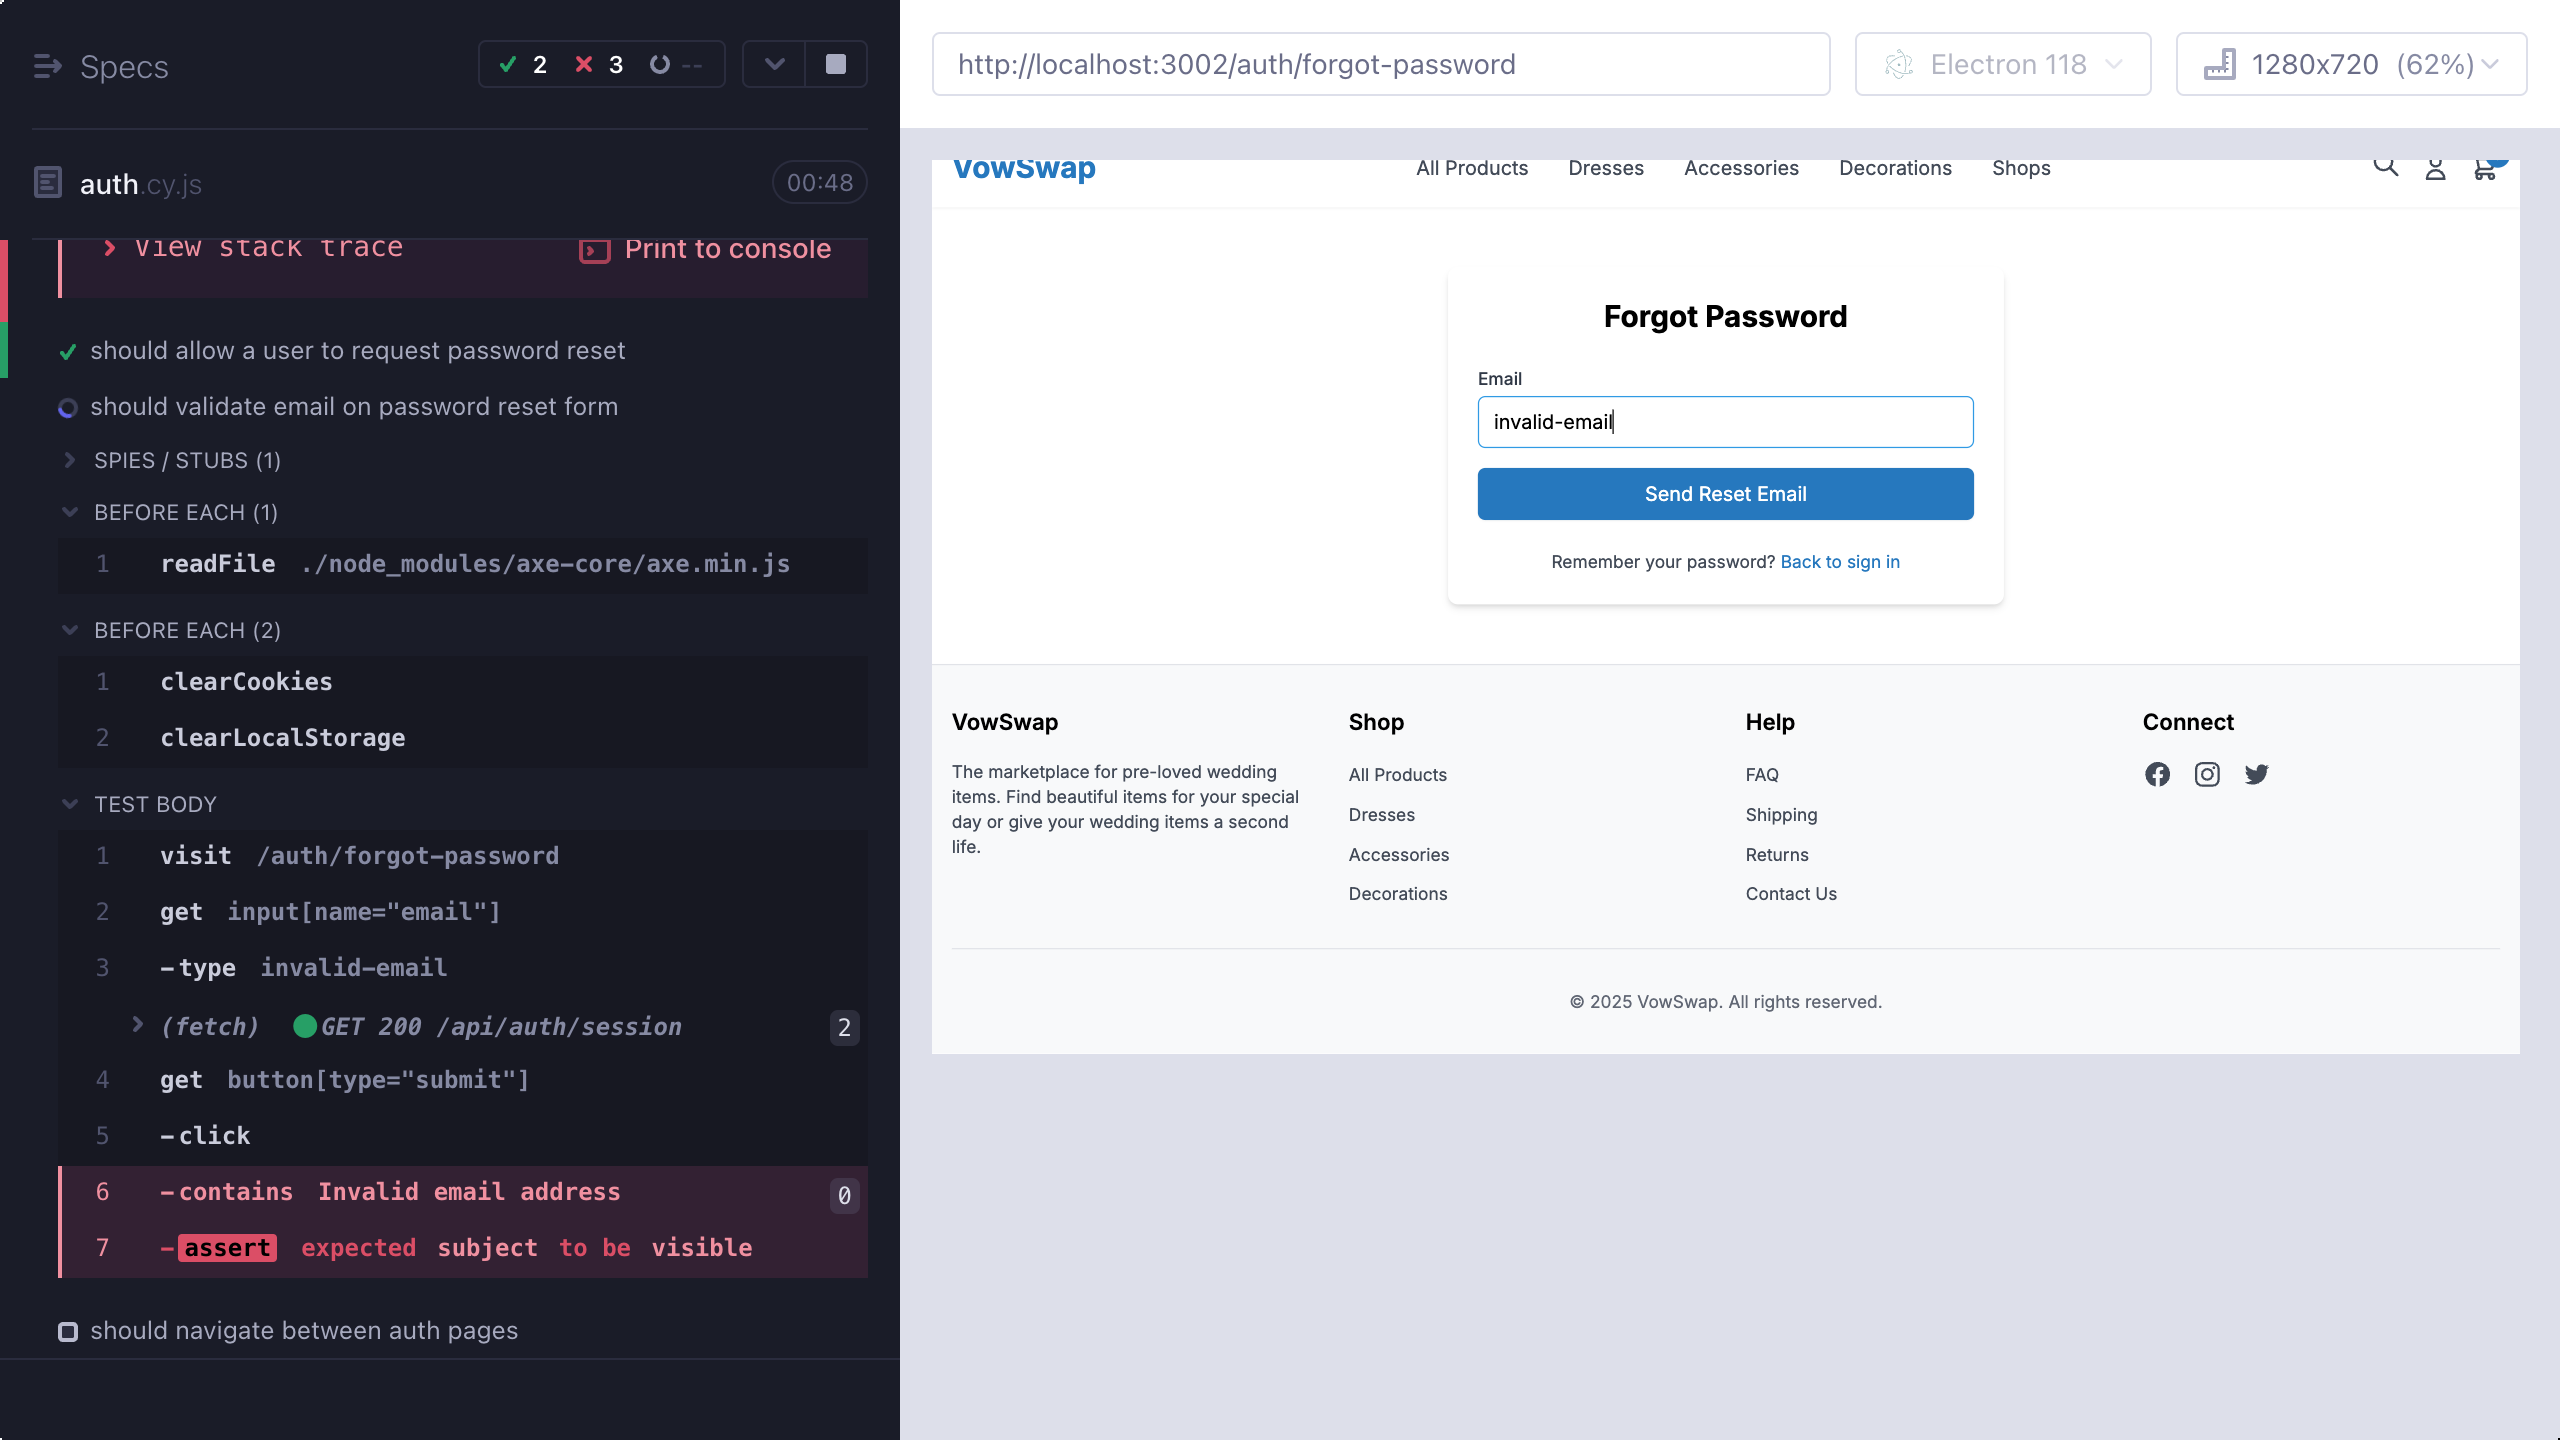 Specs
2 3 --
auth.cy.js 00:48
View stack trace Print to console
should allow a user to request password reset
should validate email on password reset form
SPIES / STUBS (1)
BEFORE EACH (1)
1 readFile ./node_modules/axe-core/axe.min.js
BEFORE EACH (2)
1 clearCookies
2 clearLocalStorage
TEST BODY
1 visit /auth/forgot-password
2 get input[name="email"]
3 -type invalid-email
(fetch) GET 200 /api/auth/session 2
4 get button[type="submit"]
5 -click
6 -contains Invalid email address 0
7 -assert expected subject to be visible
should navigate between auth pages
http://localhost:3002/auth/forgot-password
Electron 118
1280x720 (62%)
VowSwap
All Products Dresses Accessories Decorations Shops
Forgot Password
Email
invalid-email
Send Reset Email
Remember your password? Back to sign in
VowSwap
The marketplace for pre-loved wedding
items. Find beautiful items for your special
day or give your wedding items a second
life.
Shop
All Products
Dresses
Accessories
Decorations
Help
FAQ
Shipping
Returns
Contact Us
Connect
© 2025 VowSwap. All rights reserved.